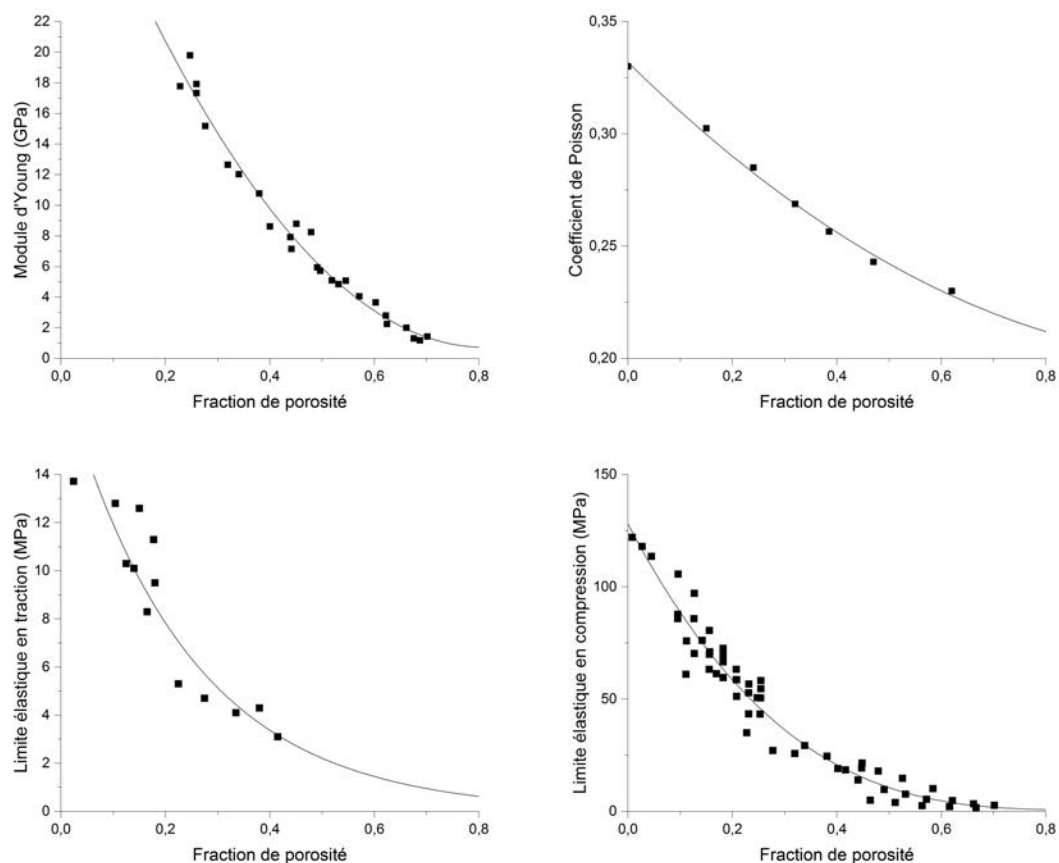 22
20
18
16
14
12
10
8
6
4
2
0
Module d'Young (GPa)
0,0 0,2 0,4 0,6 0,8
Fraction de porosité
0,35
0,30
0,25
0,20
Coefficient de Poisson
0,0 0,2 0,4 0,6 0,8
Fraction de porosité
14
12
10
8
6
4
2
0
Limite élastique en traction (MPa)
0,0 0,2 0,4 0,6 0,8
Fraction de porosité
150
100
50
0
Limite élastique en compression (MPa)
0,0 0,2 0,4 0,6 0,8
Fraction de porosité